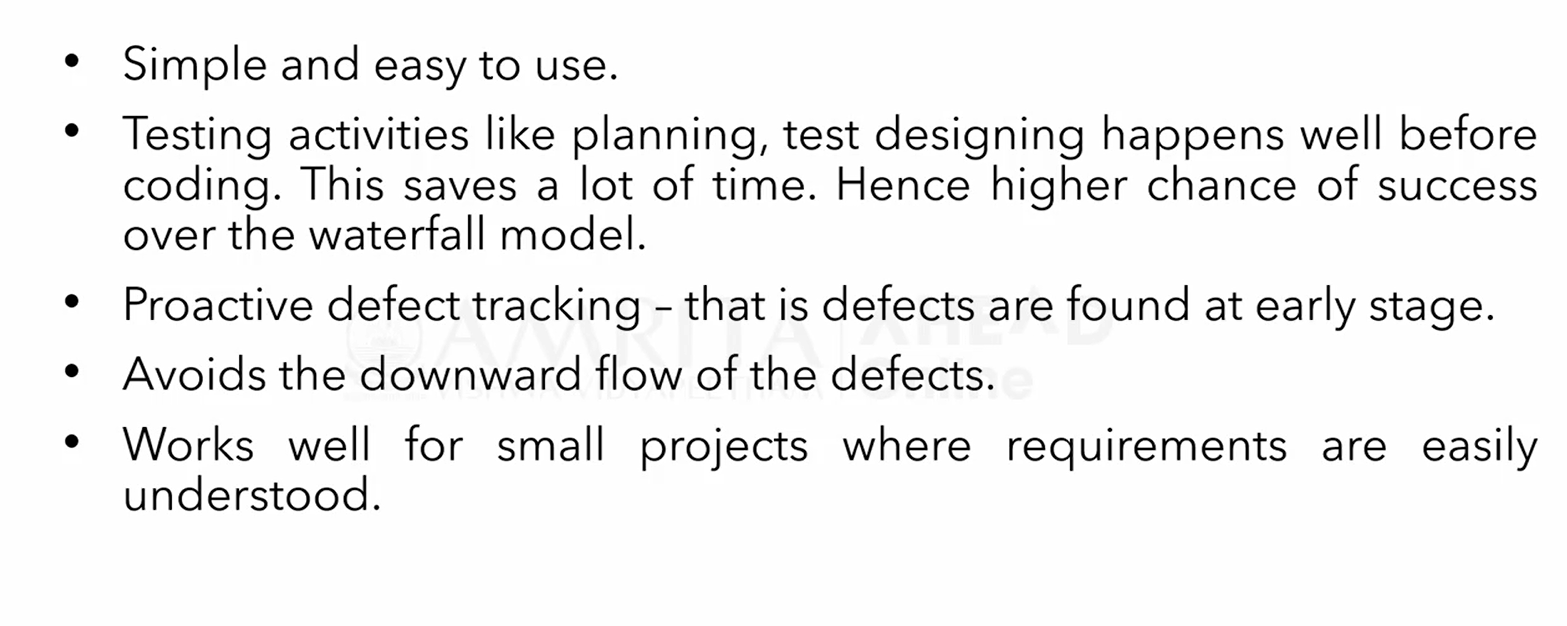 • Simple and easy to use.
• Testing activities like planning, test designing happens well before
coding. This saves a lot of time. Hence higher chance of success
over the waterfall model.
• Proactive defect tracking – that is defects are found at early stage.
• Avoids the downward flow of the defects.
• Works well for small projects where requirements are easily
understood.
AMRITA AHEAD
VISHWA VIDYAPEETHAM Online